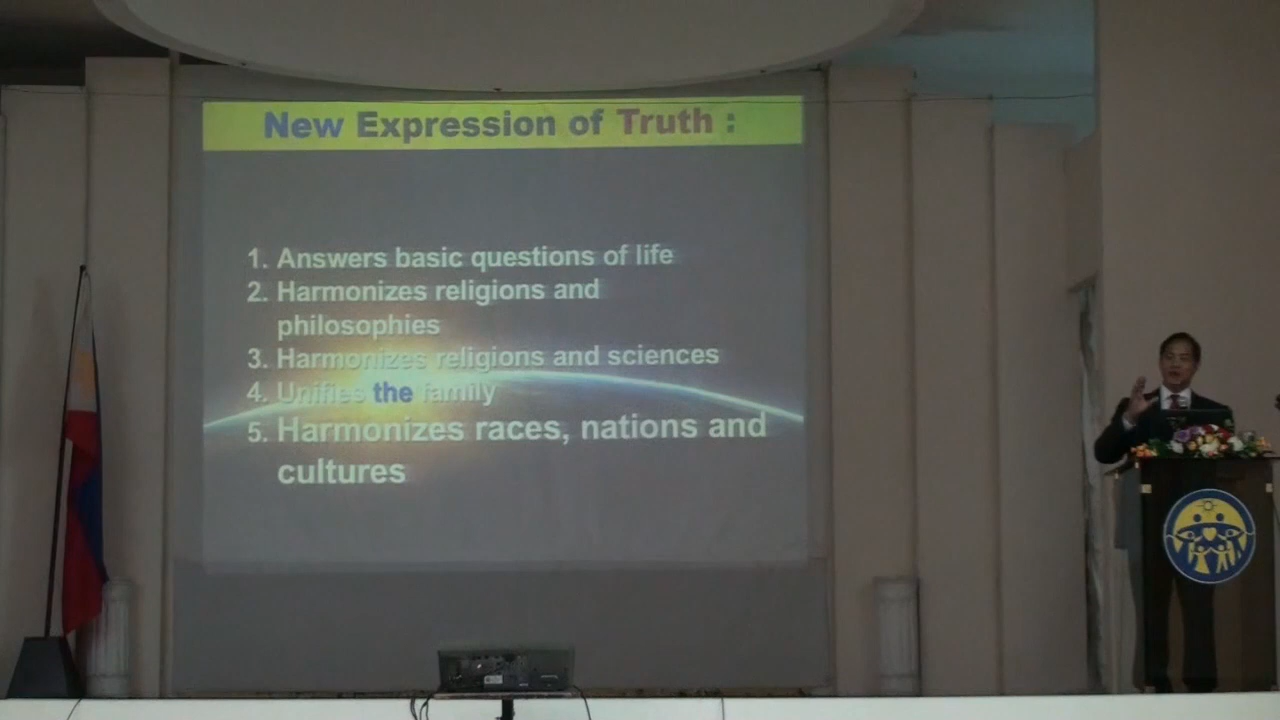 New Expression of Truth :
1. Answers basic questions of life
2. Harmonizes religions and
philosophies
3. Harmonizes religions and sciences
4. Unifies the family
5. Harmonizes races, nations and
cultures